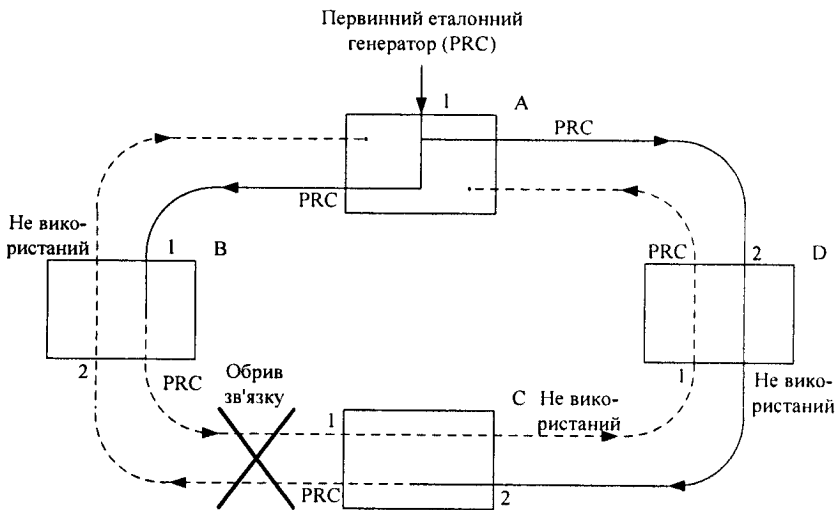 Первинний еталонний
генератор (PRC)
1
A
PRC
PRC
Не вико-
ристаний
1
B
PRC
2
D
2
PRC
Обрив
зв'язку
1
Не вико-
ристаний
1
C
Не вико-
ристаний
PRC
2